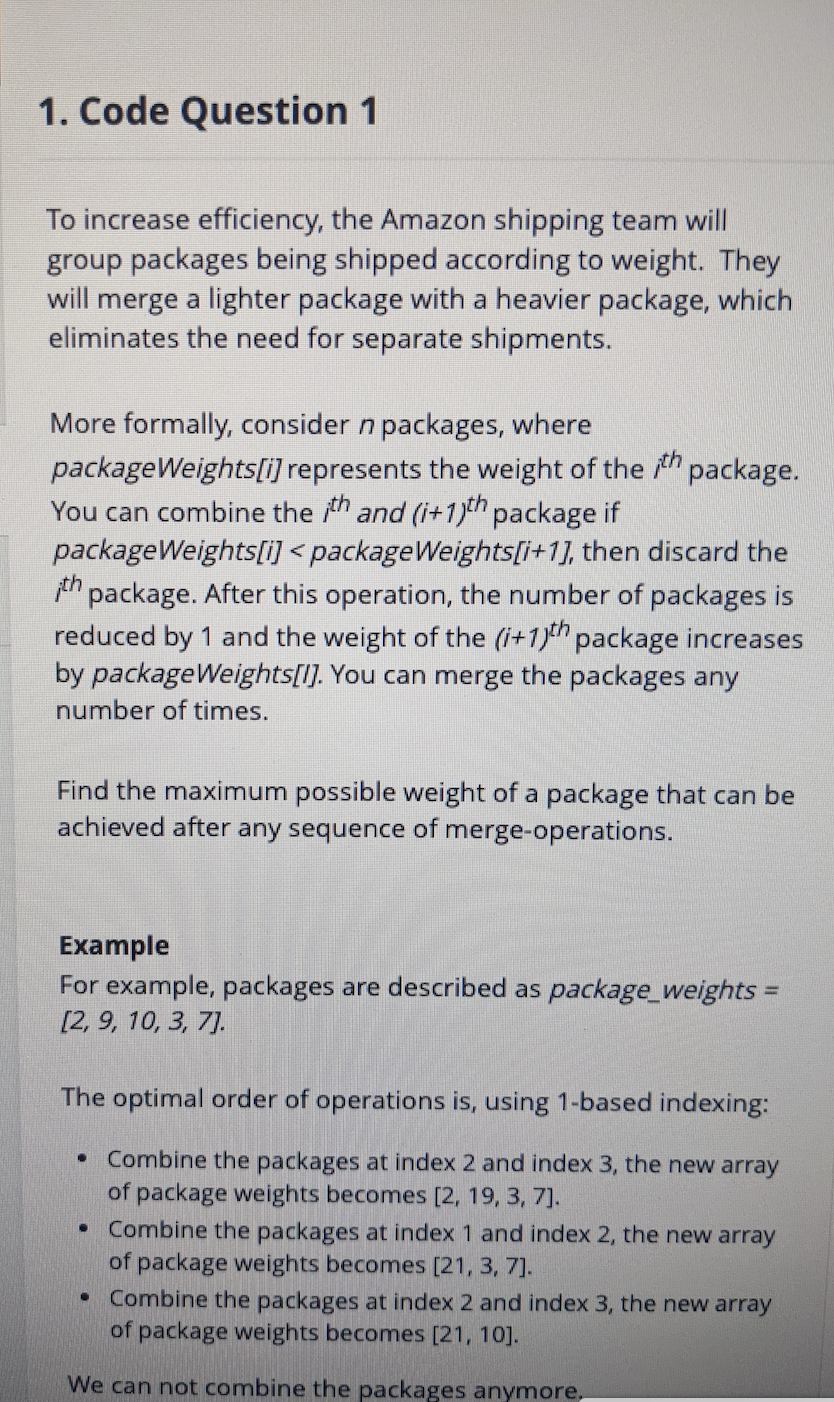 1. Code Question 1
To increase efficiency, the Amazon shipping team will
group packages being shipped according to weight. They
will merge a lighter package with a heavier package, which
eliminates the need for separate shipments.
More formally, consider n packages, where
packageWeights[i] represents the weight of the ith package.
You can combine the ith and (i+1)th package if
packageWeights[i] < packageWeights[i+1], then discard the
ith package. After this operation, the number of packages is
reduced by 1 and the weight of the (i+1)th package increases
by packageWeights[I]. You can merge the packages any
number of times.
Find the maximum possible weight of a package that can be
achieved after any sequence of merge-operations.
Example
For example, packages are described as package_weights =
[2, 9, 10, 3, 7].
The optimal order of operations is, using 1-based indexing:
• Combine the packages at index 2 and index 3, the new array
of package weights becomes [2, 19, 3, 7].
• Combine the packages at index 1 and index 2, the new array
of package weights becomes [21, 3, 7].
• Combine the packages at index 2 and index 3, the new array
of package weights becomes [21, 10].
We can not combine the packages anymore.